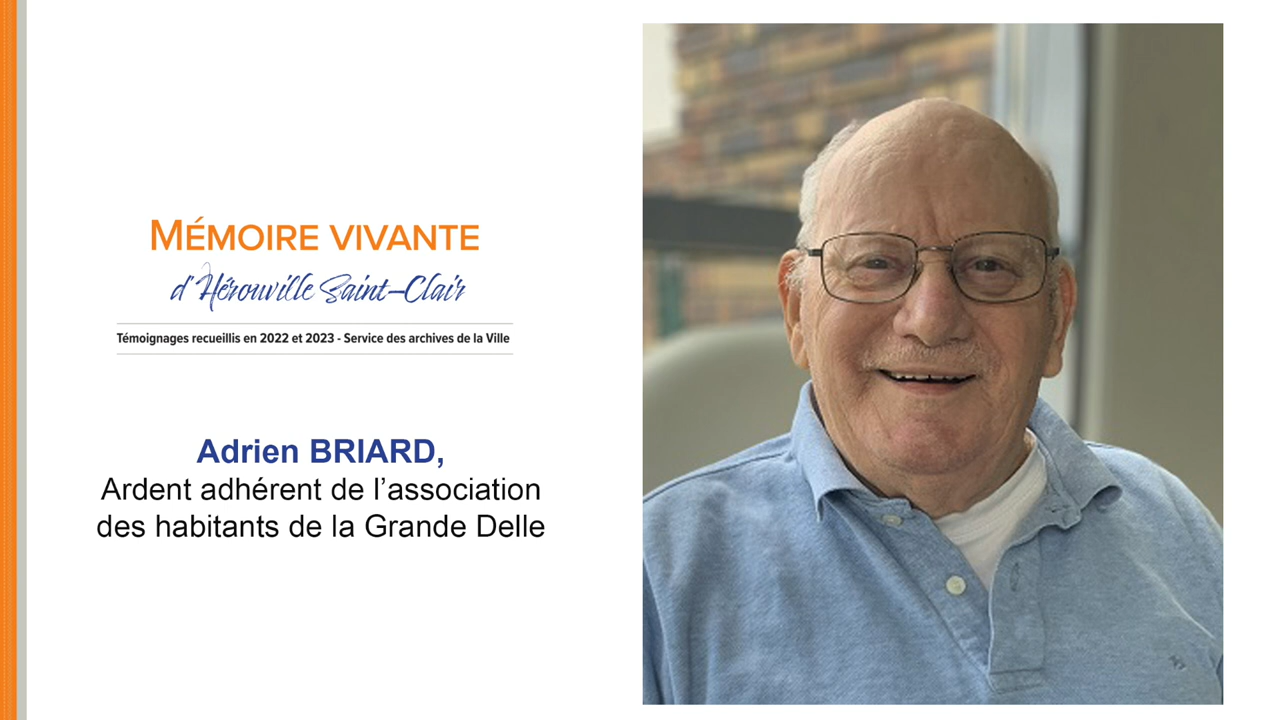 MÉMOIRE VIVANTE
d'Hérouville Saint-Clair
Témoignages recueillis en 2022 et 2023 - Service des archives de la Ville
Adrien BRIARD,
Ardent adhérent de l’association
des habitants de la Grande Delle